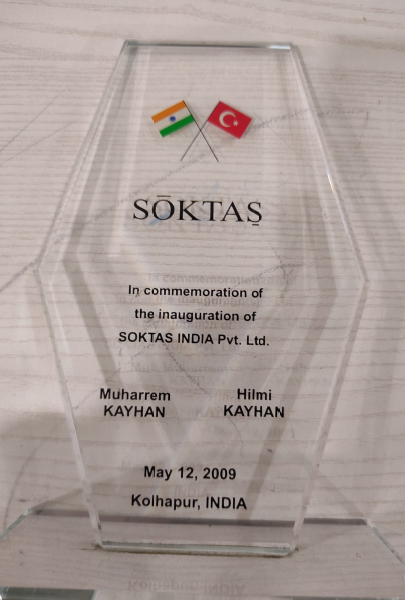 SŌKTAŞ
In commemoration of
the inauguration of
SOKTAS INDIA Pvt. Ltd.
Muharrem KAYHAN
Hilmi KAYHAN
May 12, 2009
Kolhapur, INDIA